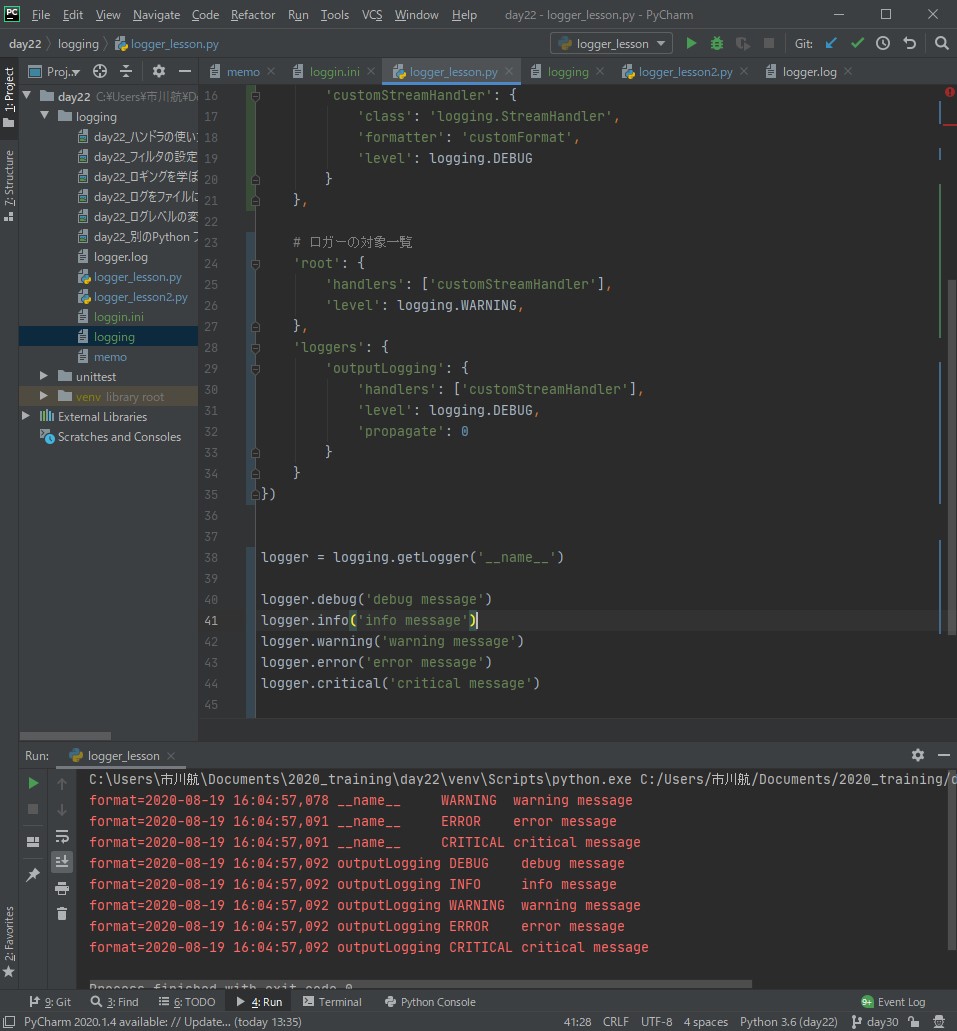 PC File Edit View Navigate Code Refactor Run Tools VCS Window Help day22 - logger_lesson.py - PyCharm
day22 logging logger_lesson.py logger_lesson Git:
Proj.. memo loggin.ini logger_lesson.py logging logger_lesson2.py logger.log
1: Project
7: Structure
2: Favorites
day22 C:¥Users¥市川航¥Do
logging
day22_ハンドラの使い
day22_フィルタの設定
day22_ロギングを学ぼ
day22_ログをファイルに
day22_ログレベルの変
day22_別のPython フ
logger.log
logger_lesson.py
logger_lesson2.py
loggin.ini
logging
memo
unittest
venv library root
External Libraries
Scratches and Consoles
16 'customStreamHandler': {
17 'class': 'logging.StreamHandler',
18 'formatter': 'customFormat',
19 'level': logging.DEBUG
20 }
21 },
22
23 # ロガーの対象一覧
24 'root': {
25 'handlers': ['customStreamHandler'],
26 'level': logging.WARNING,
27 },
28 'loggers': {
29 'outputLogging': {
30 'handlers': ['customStreamHandler'],
31 'level': logging.DEBUG,
32 'propagate': 0
33 }
34 }
35 })
36
37
38 logger = logging.getLogger('__name__')
39
40 logger.debug('debug message')
41 logger.info('info message')
42 logger.warning('warning message')
43 logger.error('error message')
44 logger.critical('critical message')
45
Run: logger_lesson
C:\Users\市川航\Documents\2020_training\day22\venv\Scripts\python.exe C:/Users/市川航/Documents/2020_training/d
format=2020-08-19 16:04:57,078 __name__ WARNING warning message
format=2020-08-19 16:04:57,091 __name__ ERROR error message
format=2020-08-19 16:04:57,091 __name__ CRITICAL critical message
format=2020-08-19 16:04:57,092 outputLogging DEBUG debug message
format=2020-08-19 16:04:57,092 outputLogging INFO info message
format=2020-08-19 16:04:57,092 outputLogging WARNING warning message
format=2020-08-19 16:04:57,092 outputLogging ERROR error message
format=2020-08-19 16:04:57,092 outputLogging CRITICAL critical message
Process finished with exit code 0
9: Git 3: Find 6: TODO 4: Run Terminal Python Console 9+ Event Log
PyCharm 2020.1.4 available: // Update... (today 13:35) 41:28 CRLF UTF-8 4 spaces Python 3.6 (day22) day30